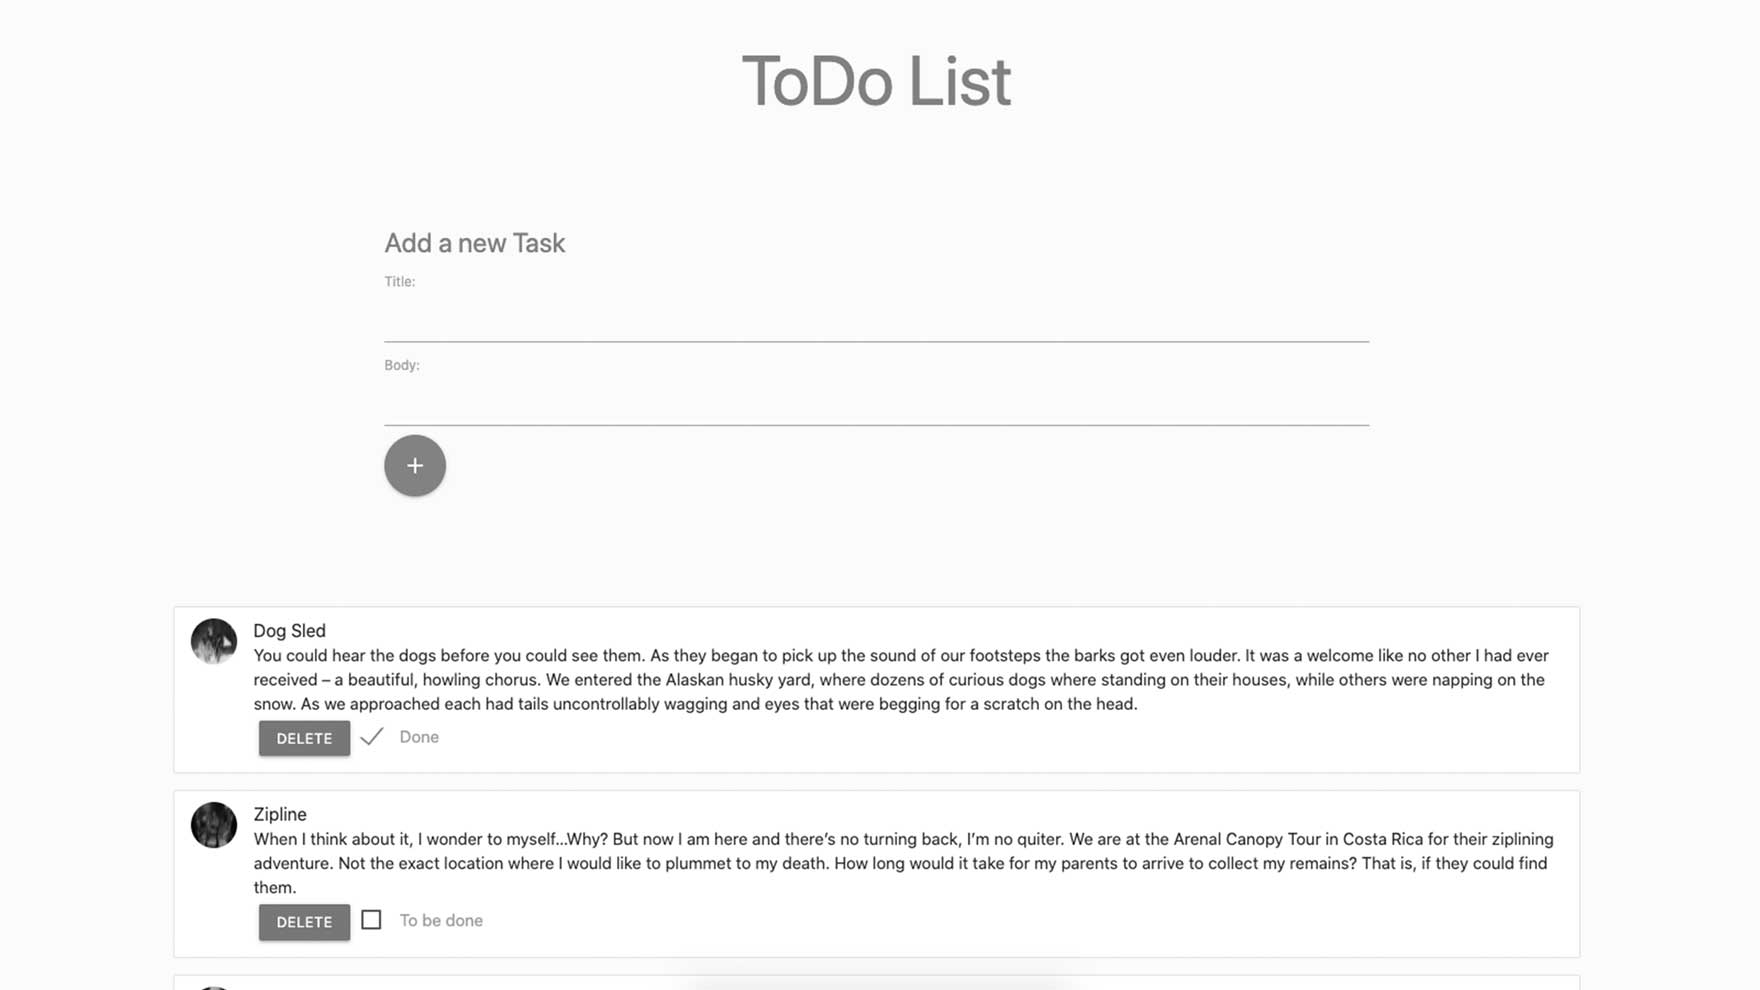 ToDo List
Add a new Task
Title:
Body:
+
Dog Sled
You could hear the dogs before you could see them. As they began to pick up the sound of our footsteps the barks got even louder. It was a welcome like no other I had ever
received – a beautiful, howling chorus. We entered the Alaskan husky yard, where dozens of curious dogs where standing on their houses, while others were napping on the
snow. As we approached each had tails uncontrollably wagging and eyes that were begging for a scratch on the head.
DELETE Done
Zipline
When I think about it, I wonder to myself...Why? But now I am here and there’s no turning back, I’m no quiter. We are at the Arenal Canopy Tour in Costa Rica for their ziplining
adventure. Not the exact location where I would like to plummet to my death. How long would it take for my parents to arrive to collect my remains? That is, if they could find
them.
DELETE To be done